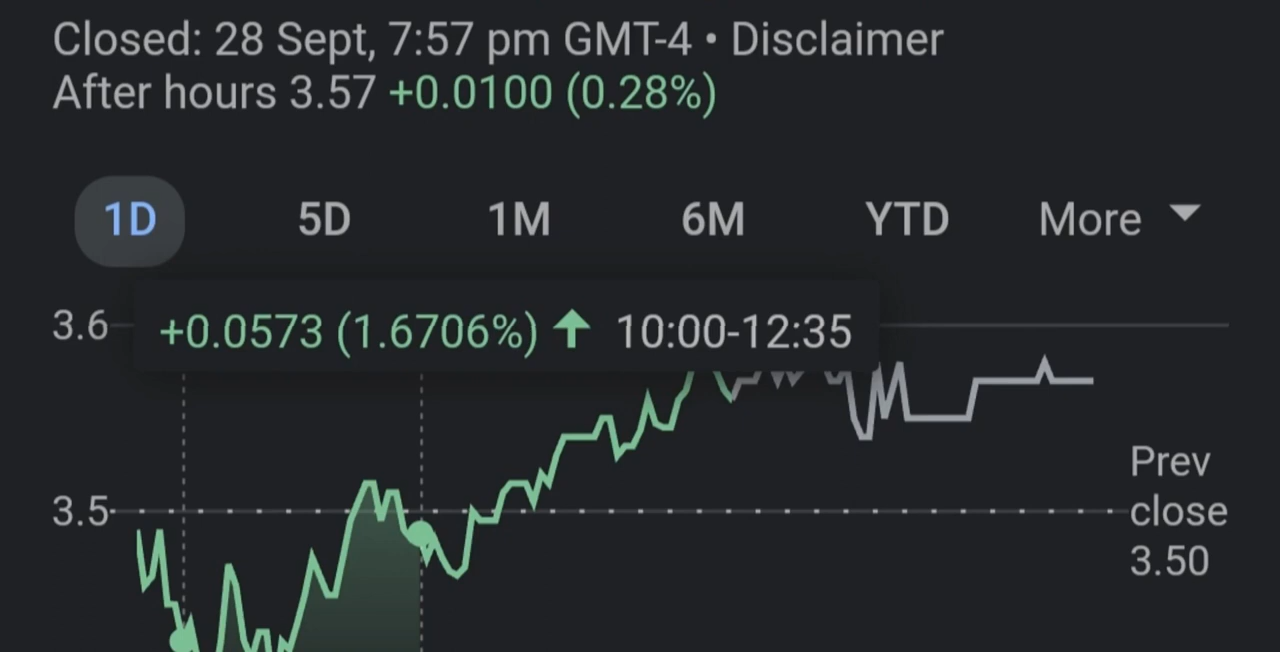 Closed: 28 Sept, 7:57 pm GMT-4 • Disclaimer
After hours 3.57 +0.0100 (0.28%)
1D 5D 1M 6M YTD More
3.6
+0.0573 (1.6706%) ↑ 10:00-12:35
3.5
Prev
close
3.50